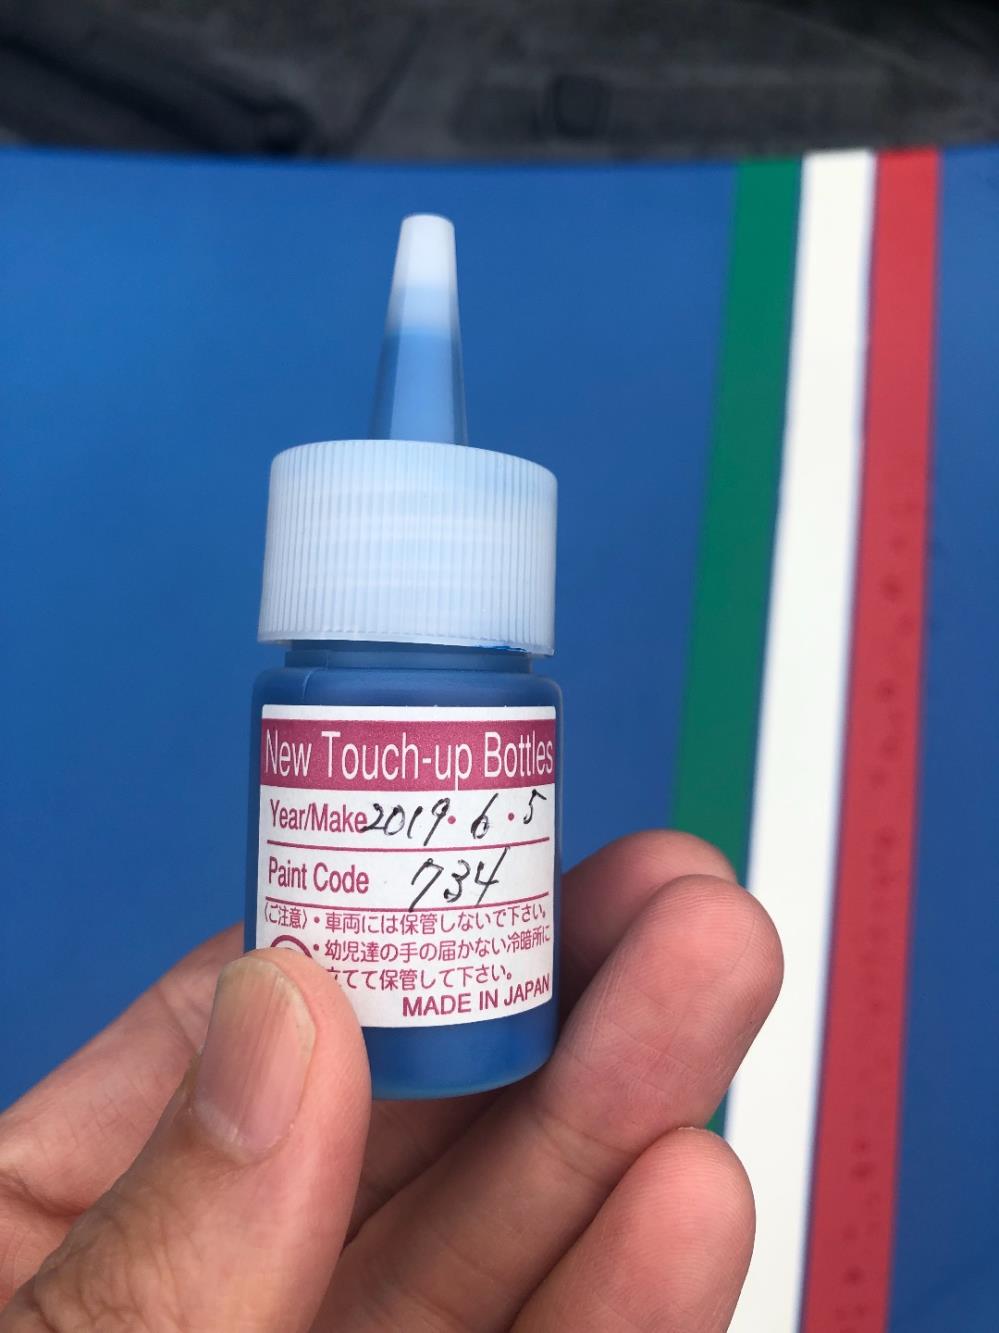 New Touch-up Bottles
Year/Make 2019・6・5
Paint Code 734
〈ご注意〉・車両には保管しないで下さい。
・幼児達の手の届かない冷暗所に
立てて保管して下さい。
MADE IN JAPAN